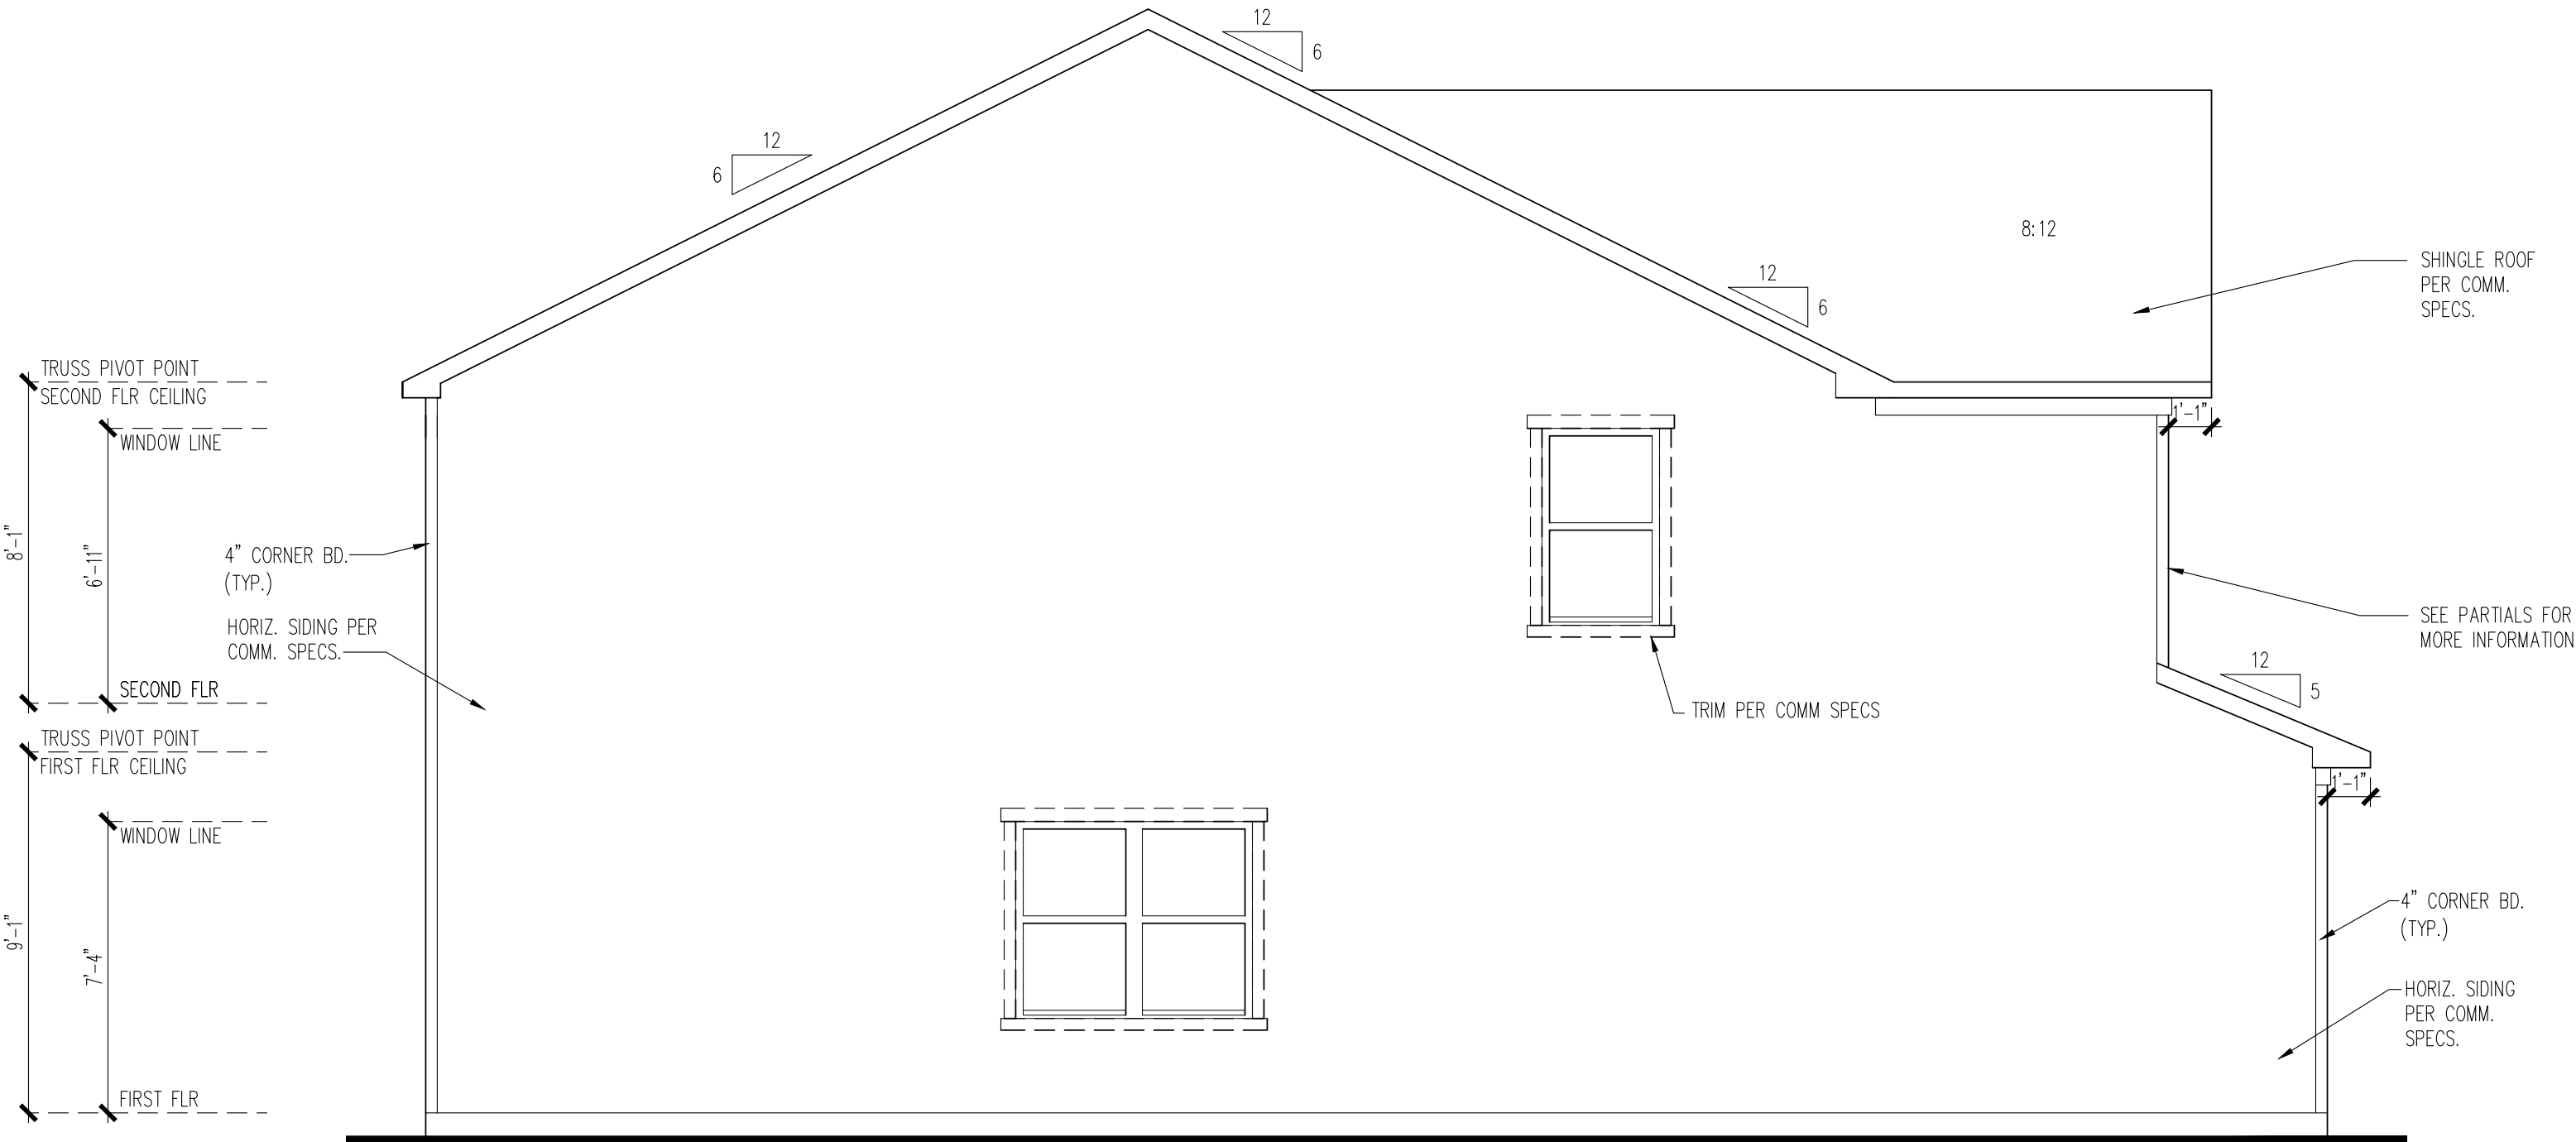 12
6
12
6
8:12
SHINGLE ROOF
PER COMM.
SPECS.
12
6
TRUSS PIVOT POINT
SECOND FLR CEILING
WINDOW LINE
1'-1"
8'-1"
6'-11"
4" CORNER BD.
(TYP.)
HORIZ. SIDING PER
COMM. SPECS.
SEE PARTIALS FOR
MORE INFORMATION
12
5
SECOND FLR
TRIM PER COMM SPECS
TRUSS PIVOT POINT
FIRST FLR CEILING
1'-1"
WINDOW LINE
9'-1"
7'-4"
4" CORNER BD.
(TYP.)
HORIZ. SIDING
PER COMM.
SPECS.
FIRST FLR